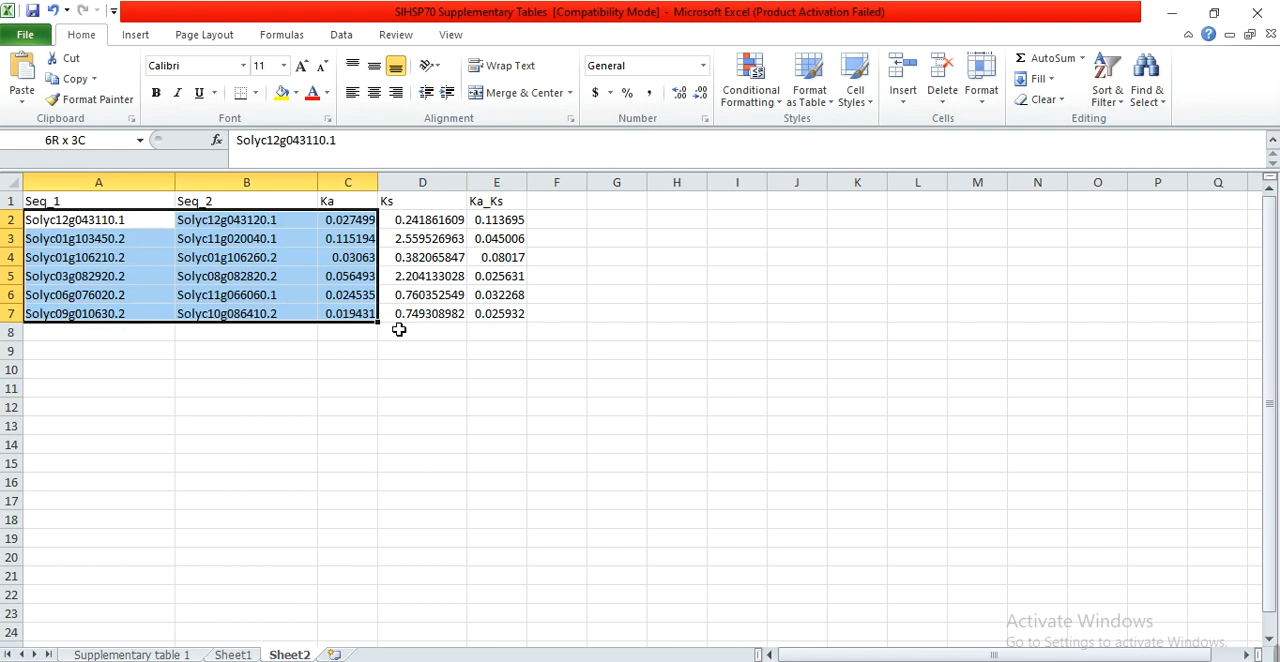 SIHSP70 Supplementary Tables [Compatibility Mode] - Microsoft Excel (Product Activation Failed)
File Home Insert Page Layout Formulas Data Review View
Paste Cut Copy Format Painter
Clipboard
Calibri 11
B I U A
Font
Wrap Text
Merge & Center
Alignment
General
$ % ,
Number
Conditional Formatting Format as Table Cell Styles
Styles
Insert Delete Format
Cells
Σ AutoSum
Fill
Clear
Sort & Filter Find & Select
Editing
6R x 3C fx Solyc12g043110.1
A B C D E F G H I J K L M N O P Q
1 Seq_1 Seq_2 Ka Ks Ka_Ks
2 Solyc12g043110.1 Solyc12g043120.1 0.027499 0.241861609 0.113695
3 Solyc01g103450.2 Solyc11g020040.1 0.115194 2.559526963 0.045006
4 Solyc01g106210.2 Solyc01g106260.2 0.03063 0.382065847 0.08017
5 Solyc03g082920.2 Solyc08g082820.2 0.056493 2.204133028 0.025631
6 Solyc06g076020.2 Solyc11g066060.1 0.024535 0.760352549 0.032268
7 Solyc09g010630.2 Solyc10g086410.2 0.019431 0.749308982 0.025932
8
9
10
11
12
13
14
15
16
17
18
19
20
21
22
23
24
Activate Windows
Go to Settings to activate Windows.
Supplementary table 1 Sheet1 Sheet2